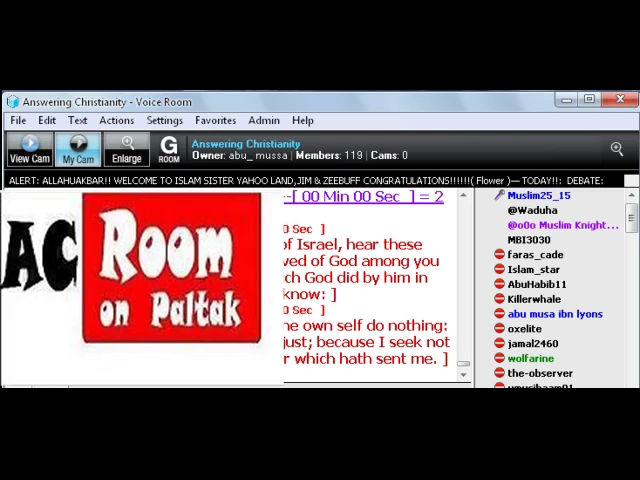 Answering Christianity - Voice Room
File Edit Text Actions Settings Favorites Admin Help
View Cam
My Cam
Enlarge
G
ROOM
Answering Christianity
Owner: abu_ mussa | Members: 119 | Cams: 0
ALERT: ALLAHUAKBAR!! WELCOME TO ISLAM SISTER YAHOO LAND,JIM & ZEEBUFF CONGRATULATIONS!!!!!!( Flower )— TODAY!!: DEBATE:
AC
Room
on Paltak
--[ 00 Min 00 Sec ] = 2
0 Sec ]
of Israel, hear these
ved of God among you
ch God did by him in
know: ]
0 Sec ]
ne own self do nothing:
just; because I seek not
r which hath sent me. ]
Muslim25_15
@Waduha
@o0o Muslim Knight...
MBI3030
faras_cade
Islam_star
AbuHabib11
Killerwhale
abu musa ibn lyons
oxelite
jamal2460
wolfarine
the-observer